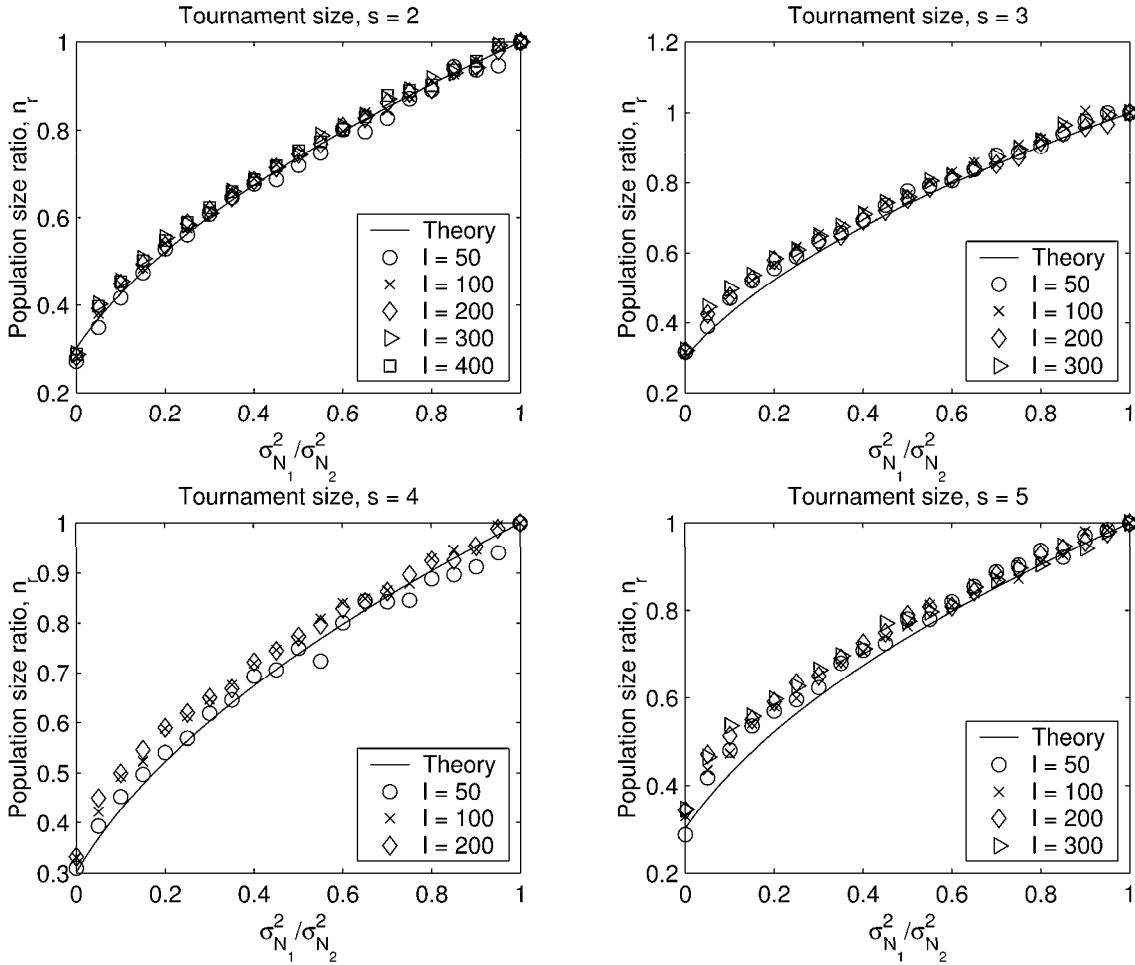 Tournament size, s = 2
Population size ratio, n_r
1
0.8
0.6
0.4
0.2
0 0.2 0.4 0.6 0.8 1
σ²_N₁/σ²_N₂
Theory
l = 50
l = 100
l = 200
l = 300
l = 400
Tournament size, s = 3
Population size ratio, n_r
1.2
1
0.8
0.6
0.4
0.2
0 0.2 0.4 0.6 0.8 1
σ²_N₁/σ²_N₂
Theory
l = 50
l = 100
l = 200
l = 300
Tournament size, s = 4
Population size ratio, n_r
1
0.9
0.8
0.7
0.6
0.5
0.4
0.3
0 0.2 0.4 0.6 0.8 1
σ²_N₁/σ²_N₂
Theory
l = 50
l = 100
l = 200
Tournament size, s = 5
Population size ratio, n_r
1
0.8
0.6
0.4
0.2
0 0.2 0.4 0.6 0.8 1
σ²_N₁/σ²_N₂
Theory
l = 50
l = 100
l = 200
l = 300